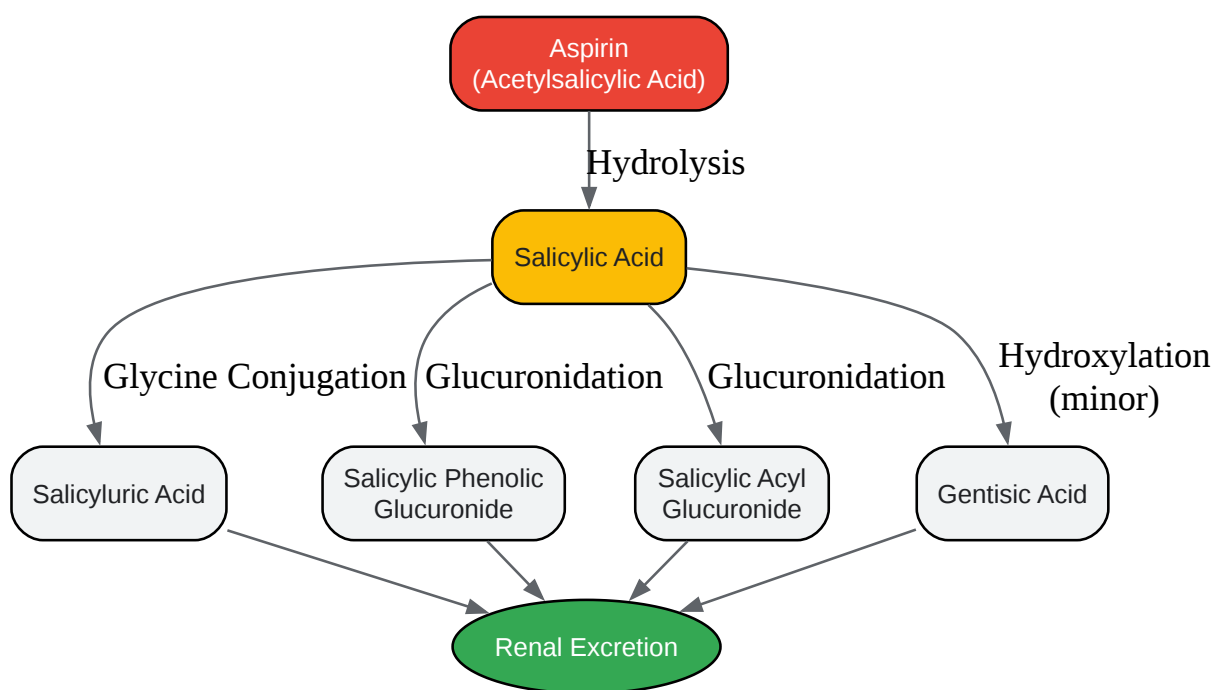 Aspirin
(Acetylsalicylic Acid)
Hydrolysis
Salicylic Acid
Glycine Conjugation
Glucuronidation
Glucuronidation
Hydroxylation
(minor)
Salicyluric Acid
Salicylic Phenolic
Glucuronide
Salicylic Acyl
Glucuronide
Gentisic Acid
Renal Excretion